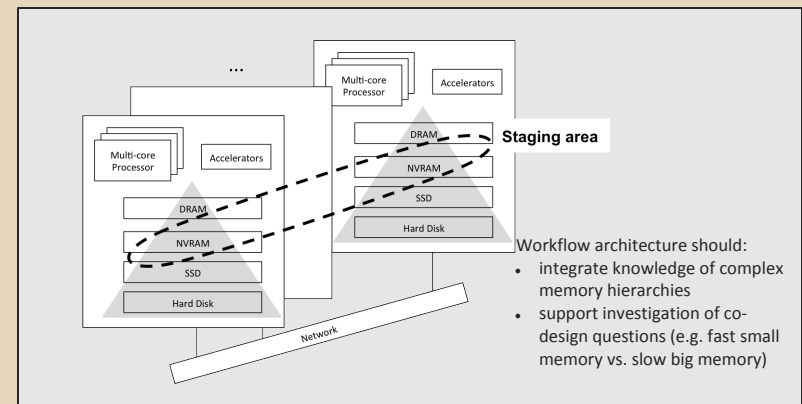 ...
Multi-core
Processor
Accelerators
DRAM
NVRAM
SSD
Hard Disk
Staging area
Multi-core
Processor
Accelerators
DRAM
NVRAM
SSD
Hard Disk
Network
Workflow architecture should:
• integrate knowledge of complex
memory hierarchies
• support investigation of co-
design questions (e.g. fast small
memory vs. slow big memory)